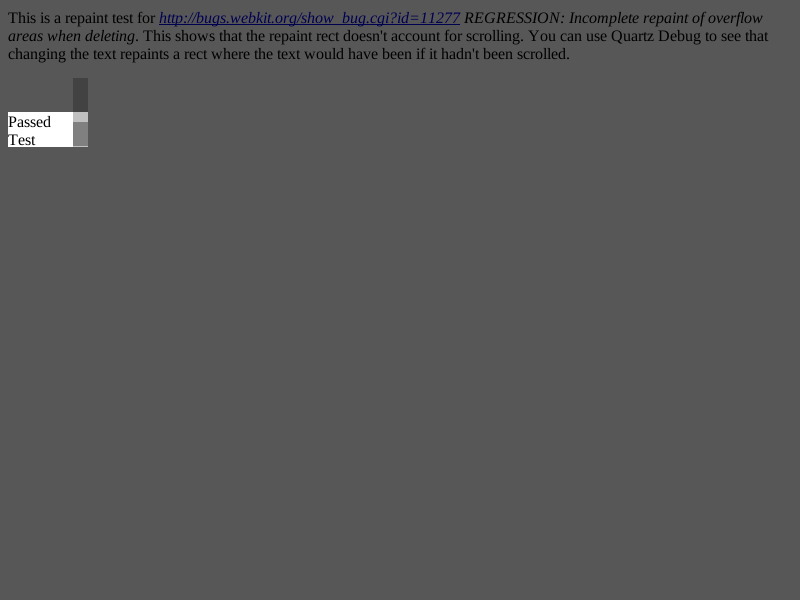 This is a repaint test for http://bugs.webkit.org/show_bug.cgi?id=11277 REGRESSION: Incomplete repaint of overflow
areas when deleting. This shows that the repaint rect doesn't account for scrolling. You can use Quartz Debug to see that
changing the text repaints a rect where the text would have been if it hadn't been scrolled.
Passed
Test